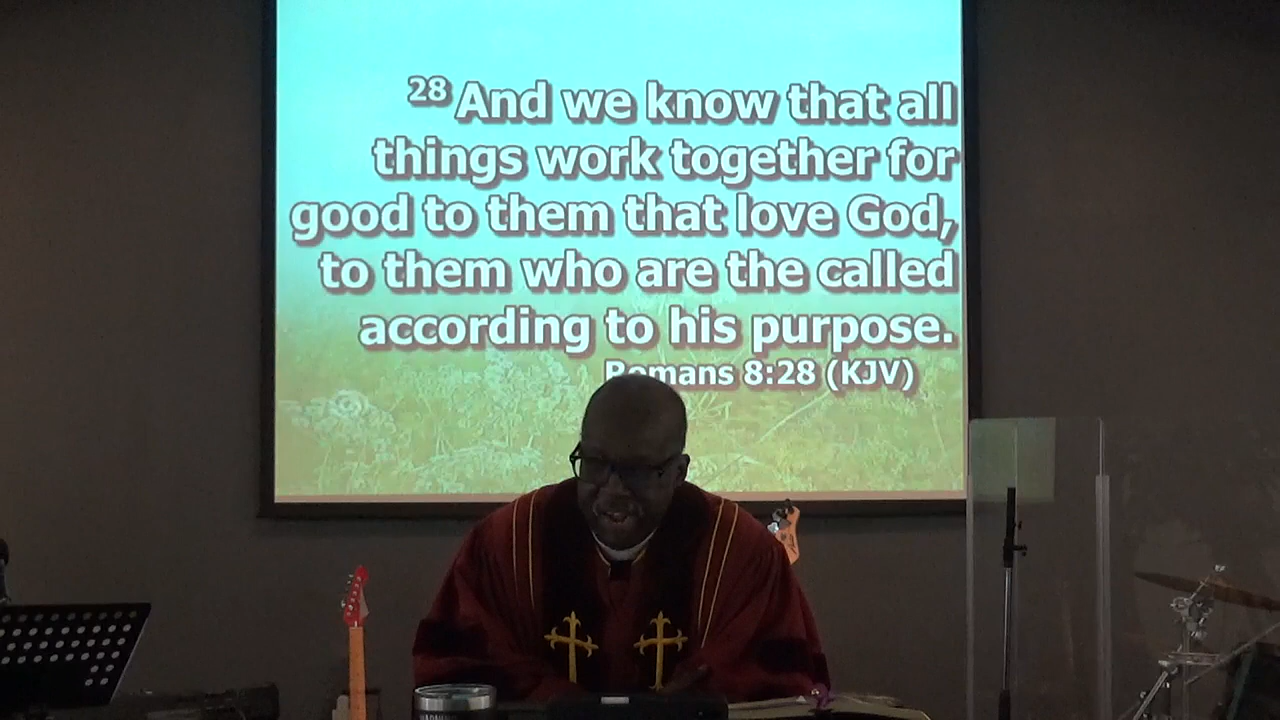 28 And we know that all
things work together for
good to them that love God,
to them who are the called
according to his purpose.
Romans 8:28 (KJV)